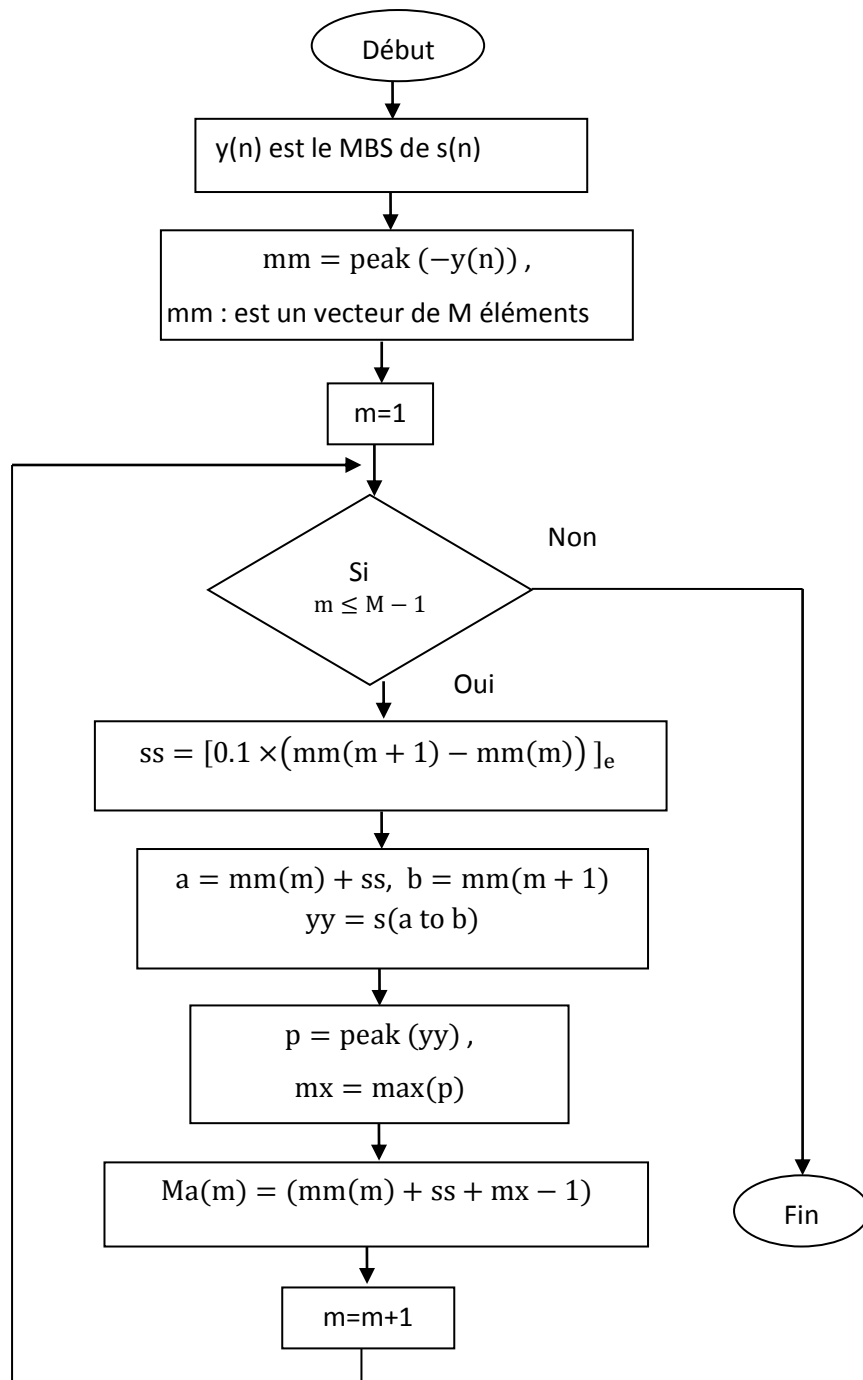 Début
y(n) est le MBS de s(n)
mm = peak (−y(n)) ,
mm : est un vecteur de M éléments
m=1
Non
Si
m ≤ M − 1
Oui
ss = [0.1 ×(mm(m + 1) − mm(m)) ]ₑ
a = mm(m) + ss, b = mm(m + 1)
yy = s(a to b)
p = peak (yy) ,
mx = max(p)
Ma(m) = (mm(m) + ss + mx − 1)
Fin
m=m+1